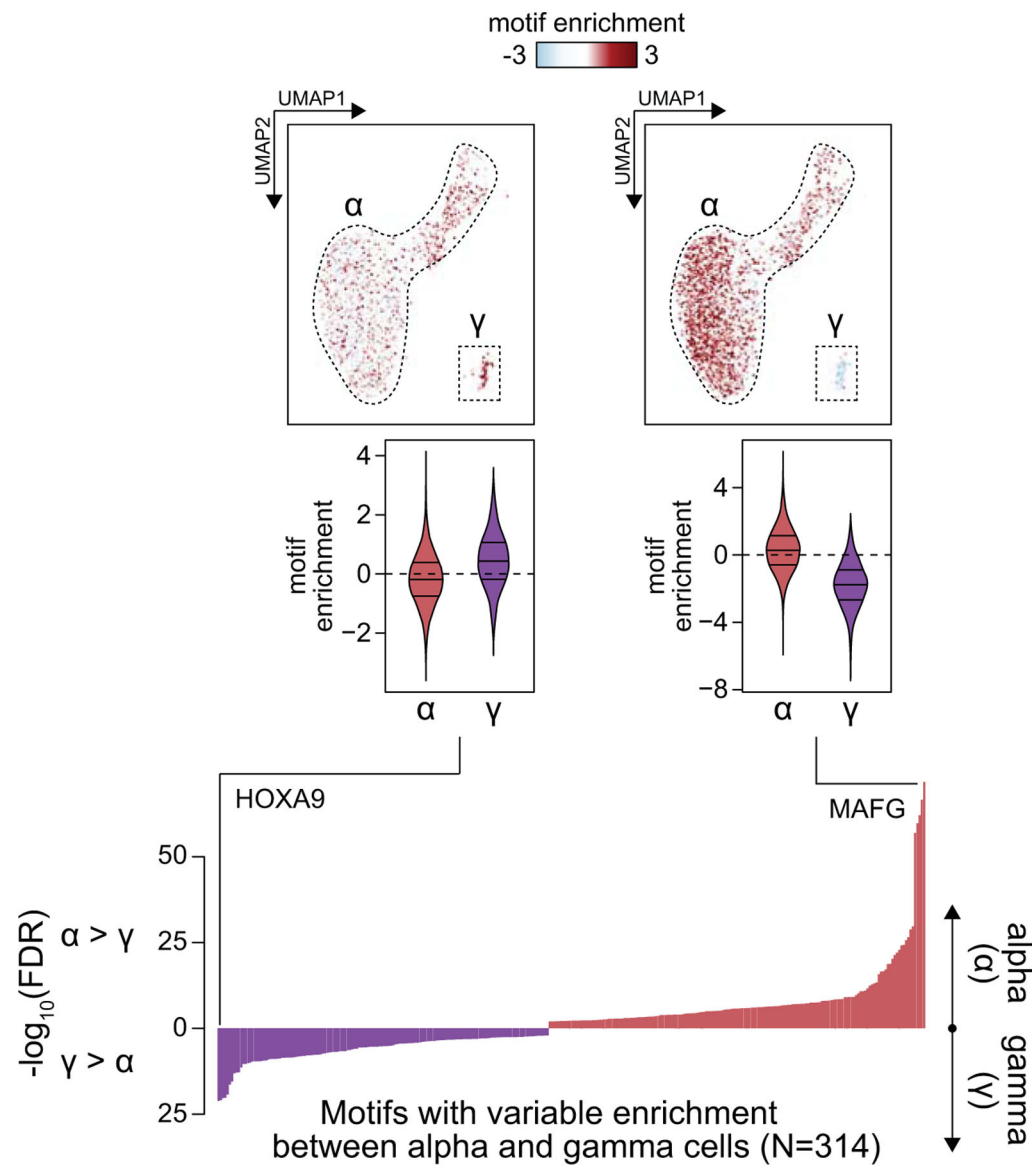 motif enrichment
-3 3
UMAP1
UMAP2
α
γ
UMAP1
UMAP2
α
γ
motif
enrichment
4
2
0
−2
α γ
motif
enrichment
4
0
−4
−8
α γ
HOXA9
MAFG
-log10(FDR)
α > γ
γ > α
50
25
0
25
alpha
(α)
gamma
(γ)
Motifs with variable enrichment
between alpha and gamma cells (N=314)